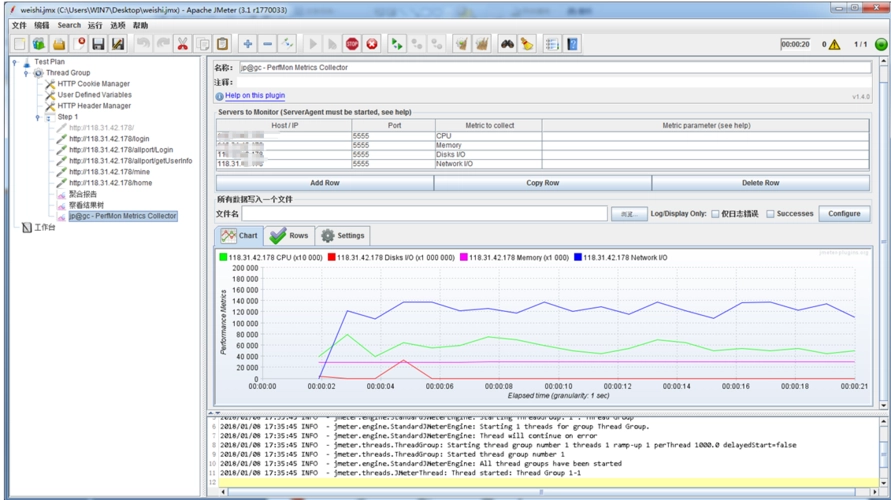 weishi.jmx (C:\Users\WIN7\Desktop\weishi.jmx) - Apache JMeter (3.1 r1770033)
文件 编辑 Search 运行 选项 帮助
00:00:20 0 1 / 1
Test Plan
Thread Group
HTTP Cookie Manager
User Defined Variables
HTTP Header Manager
Step 1
http://118.31.42.178/
http://118.31.42.178/login
http://118.31.42.178/allport/Login
http://118.31.42.178/allport/getUserInfo
http://118.31.42.178/mine
http://118.31.42.178/home
聚合报告
察看结果树
jp@gc - PerfMon Metrics Collector
工作台
名称: jp@gc - PerfMon Metrics Collector
注释:
Help on this plugin
v1.4.0
Servers to Monitor (ServerAgent must be started, see help)
Host / IP Port Metric to collect Metric parameter (see help)
5555 CPU
5555 Memory
5555 Disks I/O
5555 Network I/O
Add Row Copy Row Delete Row
所有数据写入一个文件
文件名 浏览... Log/Display Only: 仅日志错误 Successes Configure
Chart Rows Settings
118.31.42.178 CPU (x10 000) 118.31.42.178 Disks I/O (x1 000 000) 118.31.42.178 Memory (x1 000) 118.31.42.178 Network I/O
jmeter-plugins.org
200 000
180 000
160 000
140 000
120 000
100 000
80 000
60 000
40 000
20 000
0
Performance Metrics
00:00:00 00:00:02 00:00:04 00:00:06 00:00:08 00:00:10 00:00:12 00:00:14 00:00:16 00:00:18 00:00:21
Elapsed time (granularity: 1 sec)
5 2018/01/08 17:35:45 INFO - jmeter.engine.StandardJMeterEngine: Starting ThreadGroup: 1 : Thread Group
6 2018/01/08 17:35:45 INFO - jmeter.engine.StandardJMeterEngine: Starting 1 threads for group Thread Group.
7 2018/01/08 17:35:45 INFO - jmeter.engine.StandardJMeterEngine: Thread will continue on error
8 2018/01/08 17:35:45 INFO - jmeter.threads.ThreadGroup: Starting thread group number 1 threads 1 ramp-up 1 perThread 1000.0 delayedStart=false
9 2018/01/08 17:35:45 INFO - jmeter.threads.ThreadGroup: Started thread group number 1
10 2018/01/08 17:35:45 INFO - jmeter.engine.StandardJMeterEngine: All thread groups have been started
11 2018/01/08 17:35:45 INFO - jmeter.threads.JMeterThread: Thread started: Thread Group 1-1
12